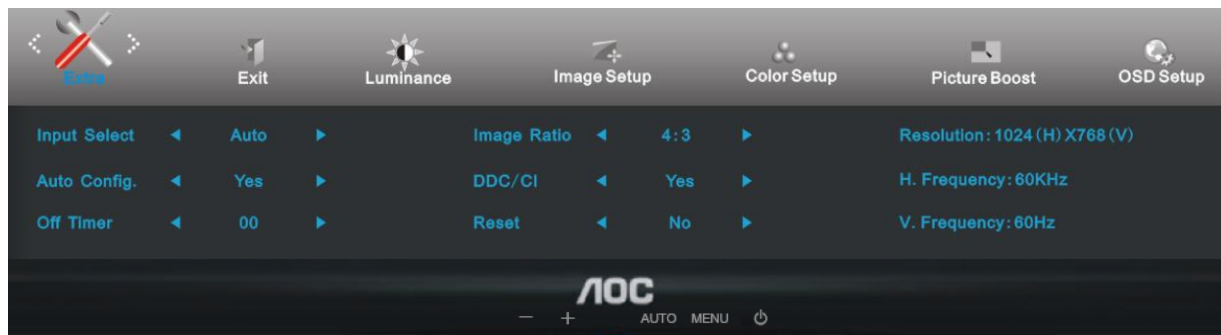 Extra Exit Luminance Image Setup Color Setup Picture Boost OSD Setup
Input Select Auto Image Ratio 4:3 Resolution: 1024 (H) X768 (V)
Auto Config. Yes DDC/CI Yes H. Frequency: 60KHz
Off Timer 00 Reset No V. Frequency: 60Hz
AOC
− + AUTO MENU